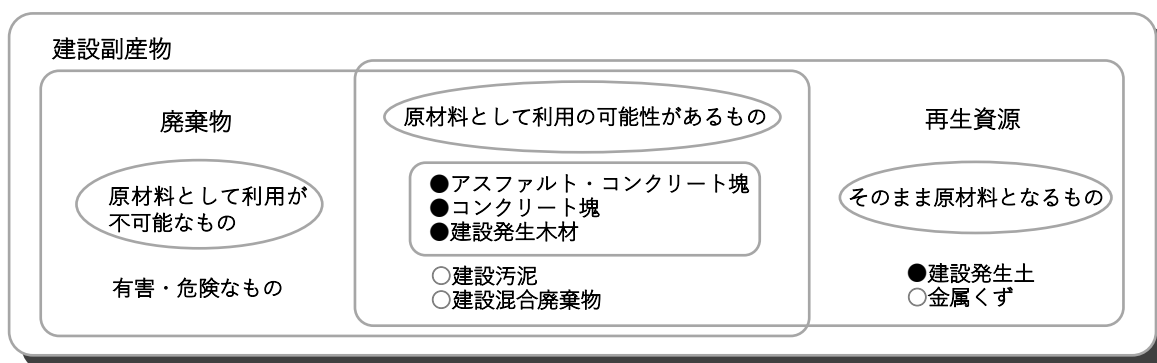 建設副産物
廃棄物
原材料として利用が
不可能なもの
有害・危険なもの
原材料として利用の可能性があるもの
●アスファルト・コンクリート塊
●コンクリート塊
●建設発生木材
○建設汚泥
○建設混合廃棄物
再生資源
そのまま原材料となるもの
●建設発生土
○金属くず